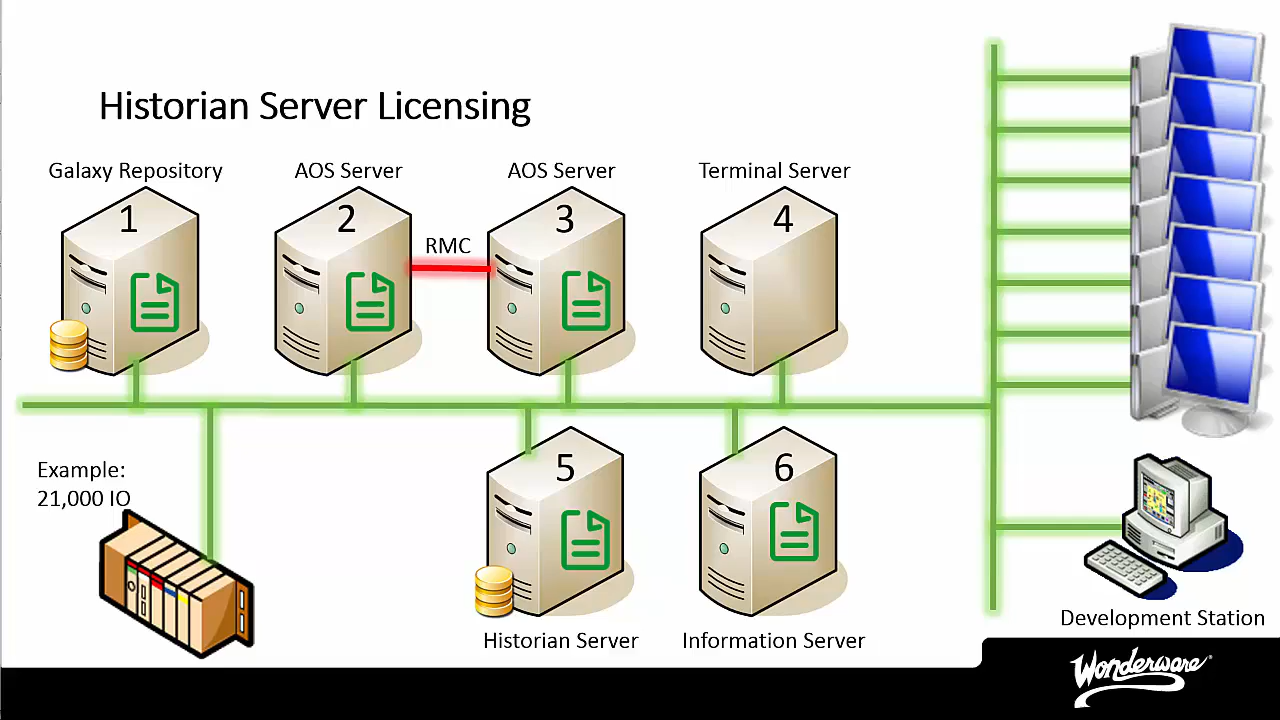 Historian Server Licensing
Galaxy Repository
AOS Server
AOS Server
Terminal Server
1
2
3
4
RMC
Example:
21,000 IO
5
6
Historian Server
Information Server
Development Station
Wonderware®